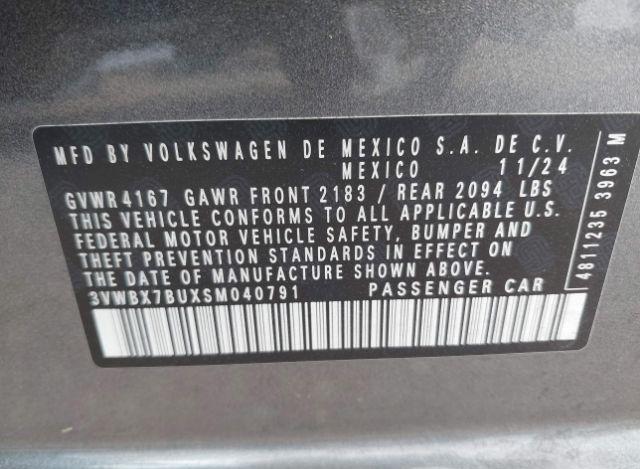 MFD BY VOLKSWAGEN DE MEXICO S.A. DE C.V.
MEXICO 11/24
GVWR 4167 GAWR FRONT 2183 / REAR 2094 LBS
THIS VEHICLE CONFORMS TO ALL APPLICABLE U.S.
FEDERAL MOTOR VEHICLE SAFETY, BUMPER AND
THEFT PREVENTION STANDARDS IN EFFECT ON
THE DATE OF MANUFACTURE SHOWN ABOVE.
3VWBX7BUXSM040791 PASSENGER CAR
4811235 3963 M